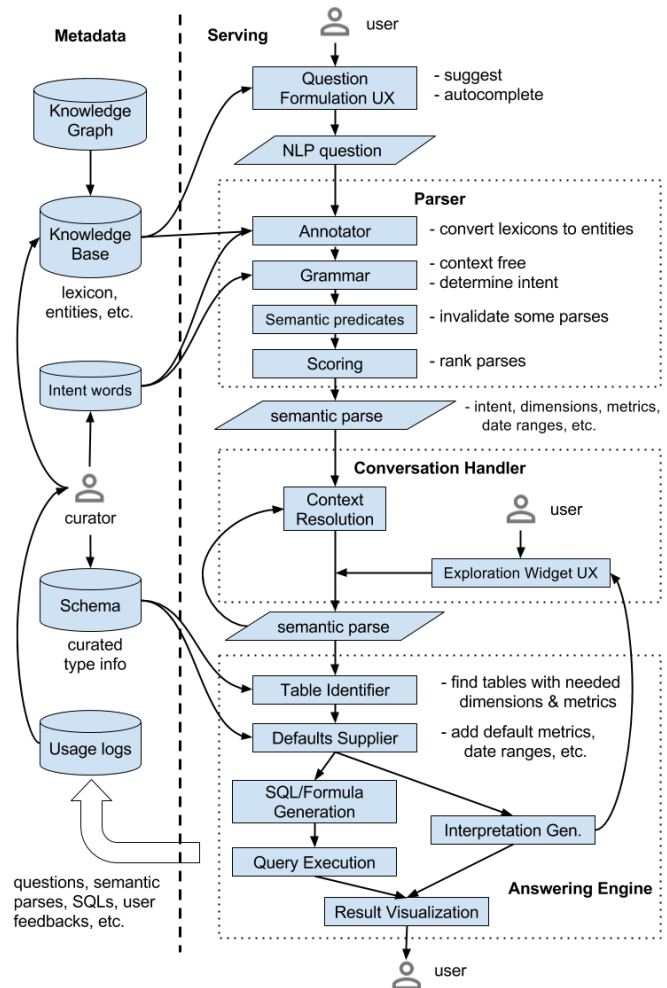 Metadata
Serving
user
Knowledge
Graph
Question
Formulation UX
- suggest
- autocomplete
NLP question
Parser
Knowledge
Base
lexicon,
entities, etc.
Annotator
- convert lexicons to entities
Grammar
- context free
- determine intent
Semantic predicates
- invalidate some parses
Intent words
Scoring
- rank parses
semantic parse
- intent, dimensions, metrics,
date ranges, etc.
Conversation Handler
curator
Context
Resolution
user
Exploration Widget UX
Schema
curated
type info
semantic parse
Table Identifier
- find tables with needed
dimensions & metrics
Usage logs
Defaults Supplier
- add default metrics,
date ranges, etc.
SQL/Formula
Generation
Interpretation Gen.
Query Execution
questions, semantic
parses, SQLs, user
feedbacks, etc.
Answering Engine
Result Visualization
user